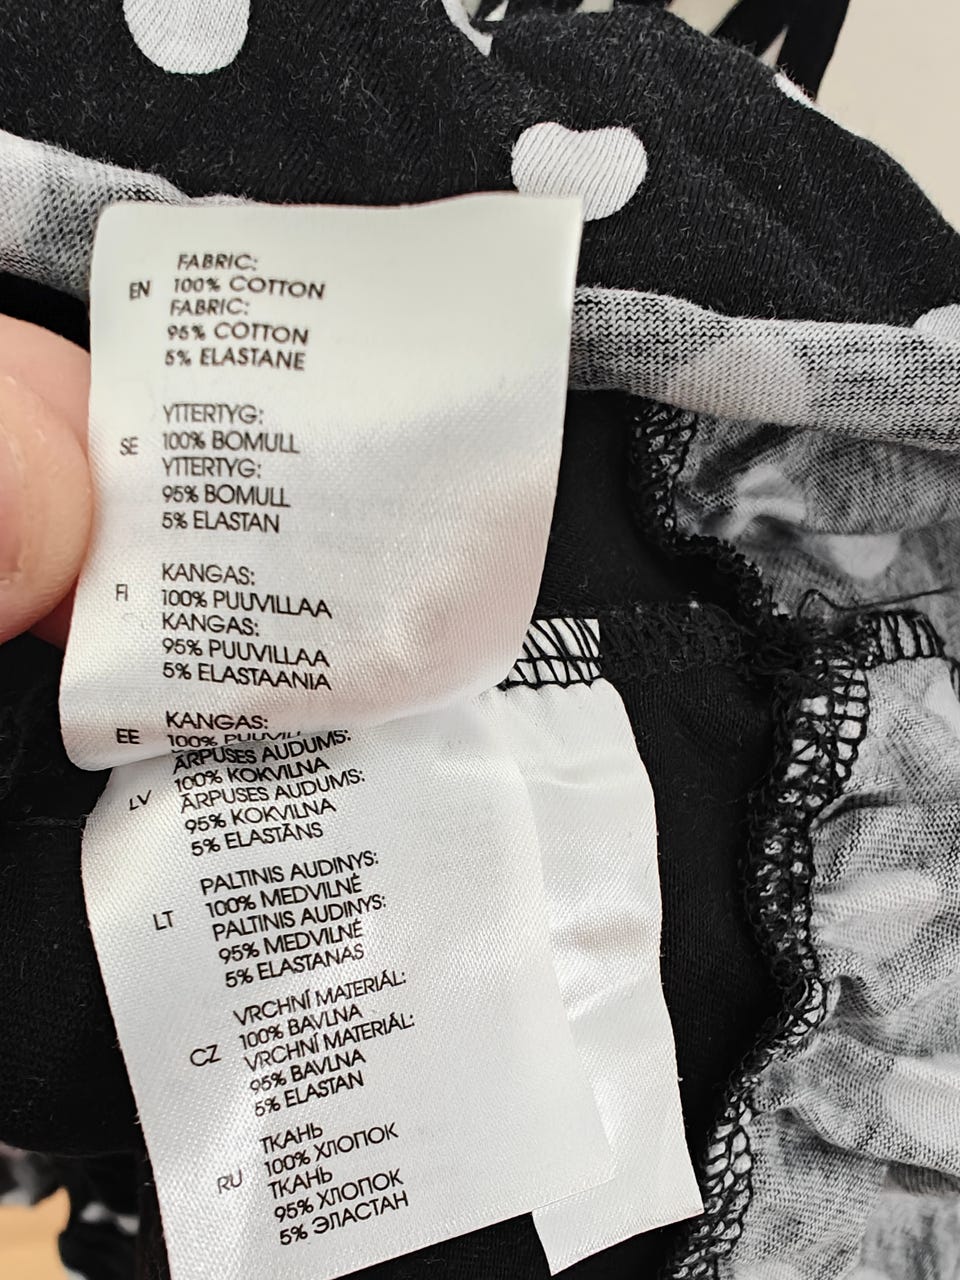 EN
FABRIC:
100% COTTON
FABRIC:
95% COTTON
5% ELASTANE
SE
YTTERTYG:
100% BOMULL
YTTERTYG:
95% BOMULL
5% ELASTAN
FI
KANGAS:
100% PUUVILLAA
KANGAS:
95% PUUVILLAA
5% ELASTAANIA
EE
KANGAS:
100%
LV
ĀRPUSES AUDUMS:
100% KOKVILNA
ĀRPUSES AUDUMS:
95% KOKVILNA
5% ELASTĀNS
LT
PALTINIS AUDINYS:
100% MEDVILNĖ
PALTINIS AUDINYS:
95% MEDVILNĖ
5% ELASTANAS
CZ
VRCHNÍ MATERIÁL:
100% BAVLNA
VRCHNÍ MATERIÁL:
95% BAVLNA
5% ELASTAN
RU
ТКАНЬ
100% ХЛОПОК
ТКАНЬ
95% ХЛОПОК
5% ЭЛАСТАН